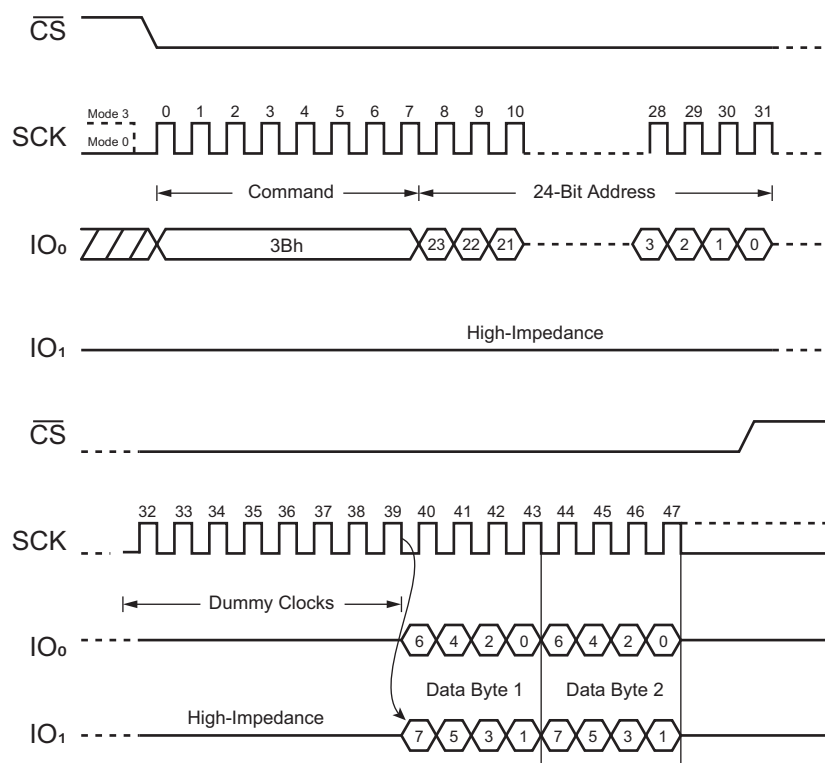 C̅S̅
Mode 3
Mode 0
SCK
0 1 2 3 4 5 6 7 8 9 10 28 29 30 31
Command 24-Bit Address
IO₀ 3Bh 23 22 21 3 2 1 0
High-Impedance
IO₁
C̅S̅
32 33 34 35 36 37 38 39 40 41 42 43 44 45 46 47
SCK
Dummy Clocks
IO₀ 6 4 2 0 6 4 2 0
Data Byte 1 Data Byte 2
High-Impedance
IO₁ 7 5 3 1 7 5 3 1